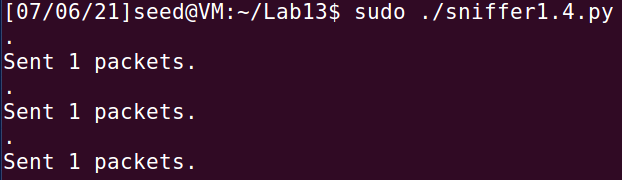 [07/06/21]seed@VM:~/Lab13$ sudo ./sniffer1.4.py
.
Sent 1 packets.
.
Sent 1 packets.
.
Sent 1 packets.